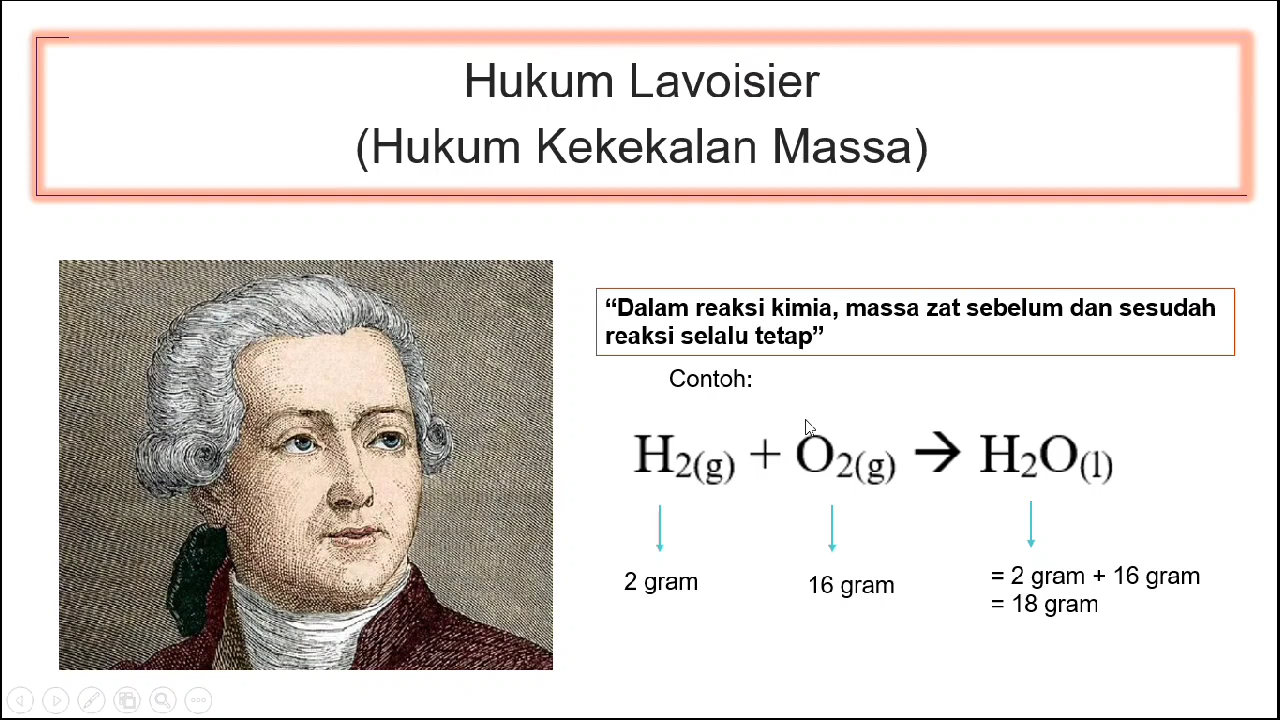 Hukum Lavoisier
(Hukum Kekekalan Massa)
“Dalam reaksi kimia, massa zat sebelum dan sesudah
reaksi selalu tetap”
Contoh:
H₂(g) + O₂(g) → H₂O(l)
2 gram
16 gram
= 2 gram + 16 gram
= 18 gram